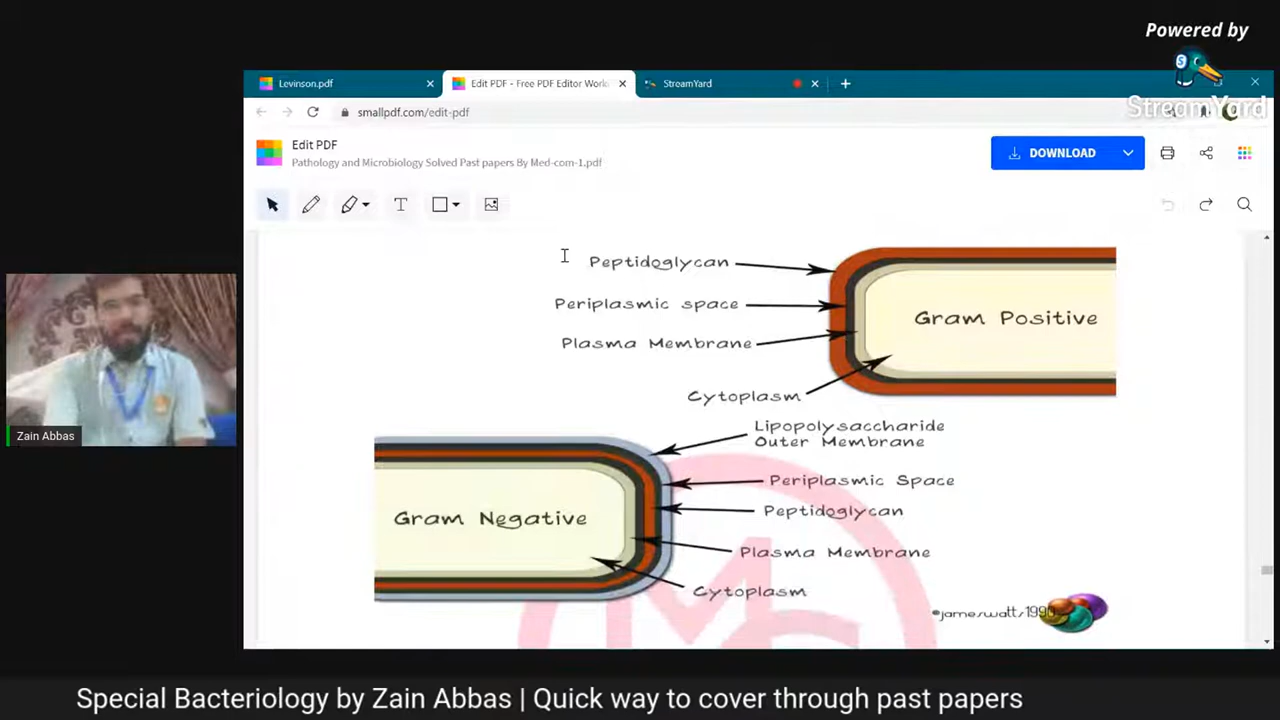 Powered by
StreamYard
Levinson.pdf
Edit PDF - Free PDF Editor Work
StreamYard
smallpdf.com/edit-pdf
Edit PDF
Pathology and Microbiology Solved Past papers By Med-com-1.pdf
DOWNLOAD
T
Peptidoglycan
Periplasmic space
Plasma Membrane
Cytoplasm
Gram Positive
Lipopolysaccharide
Outer Membrane
Periplasmic Space
Peptidoglycan
Plasma Membrane
Cytoplasm
Gram Negative
©jameswatts1990
Zain Abbas
Special Bacteriology by Zain Abbas | Quick way to cover through past papers